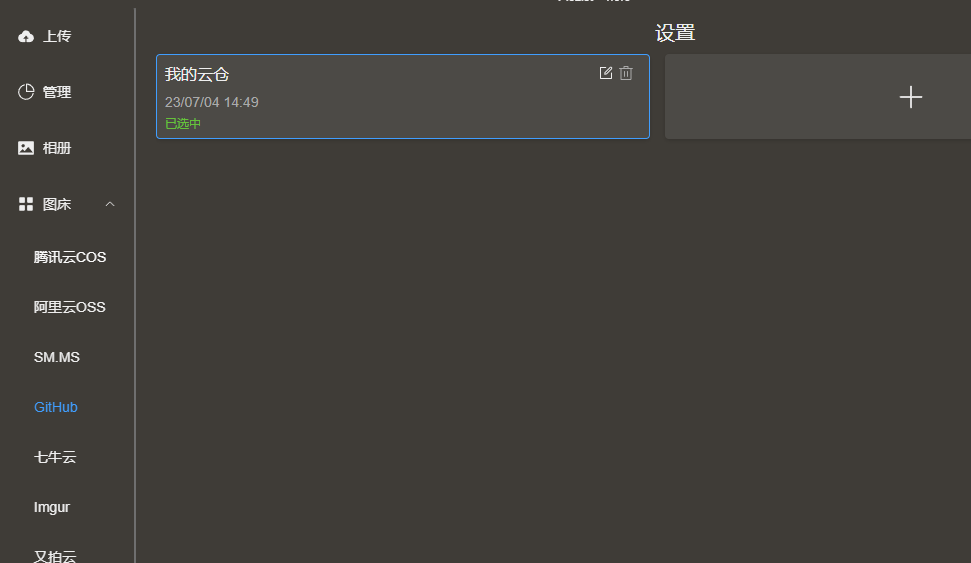 设置
上传
管理
相册
图床
腾讯云COS
阿里云OSS
SM.MS
GitHub
七牛云
Imgur
又拍云
我的云仓
23/07/04 14:49
已选中